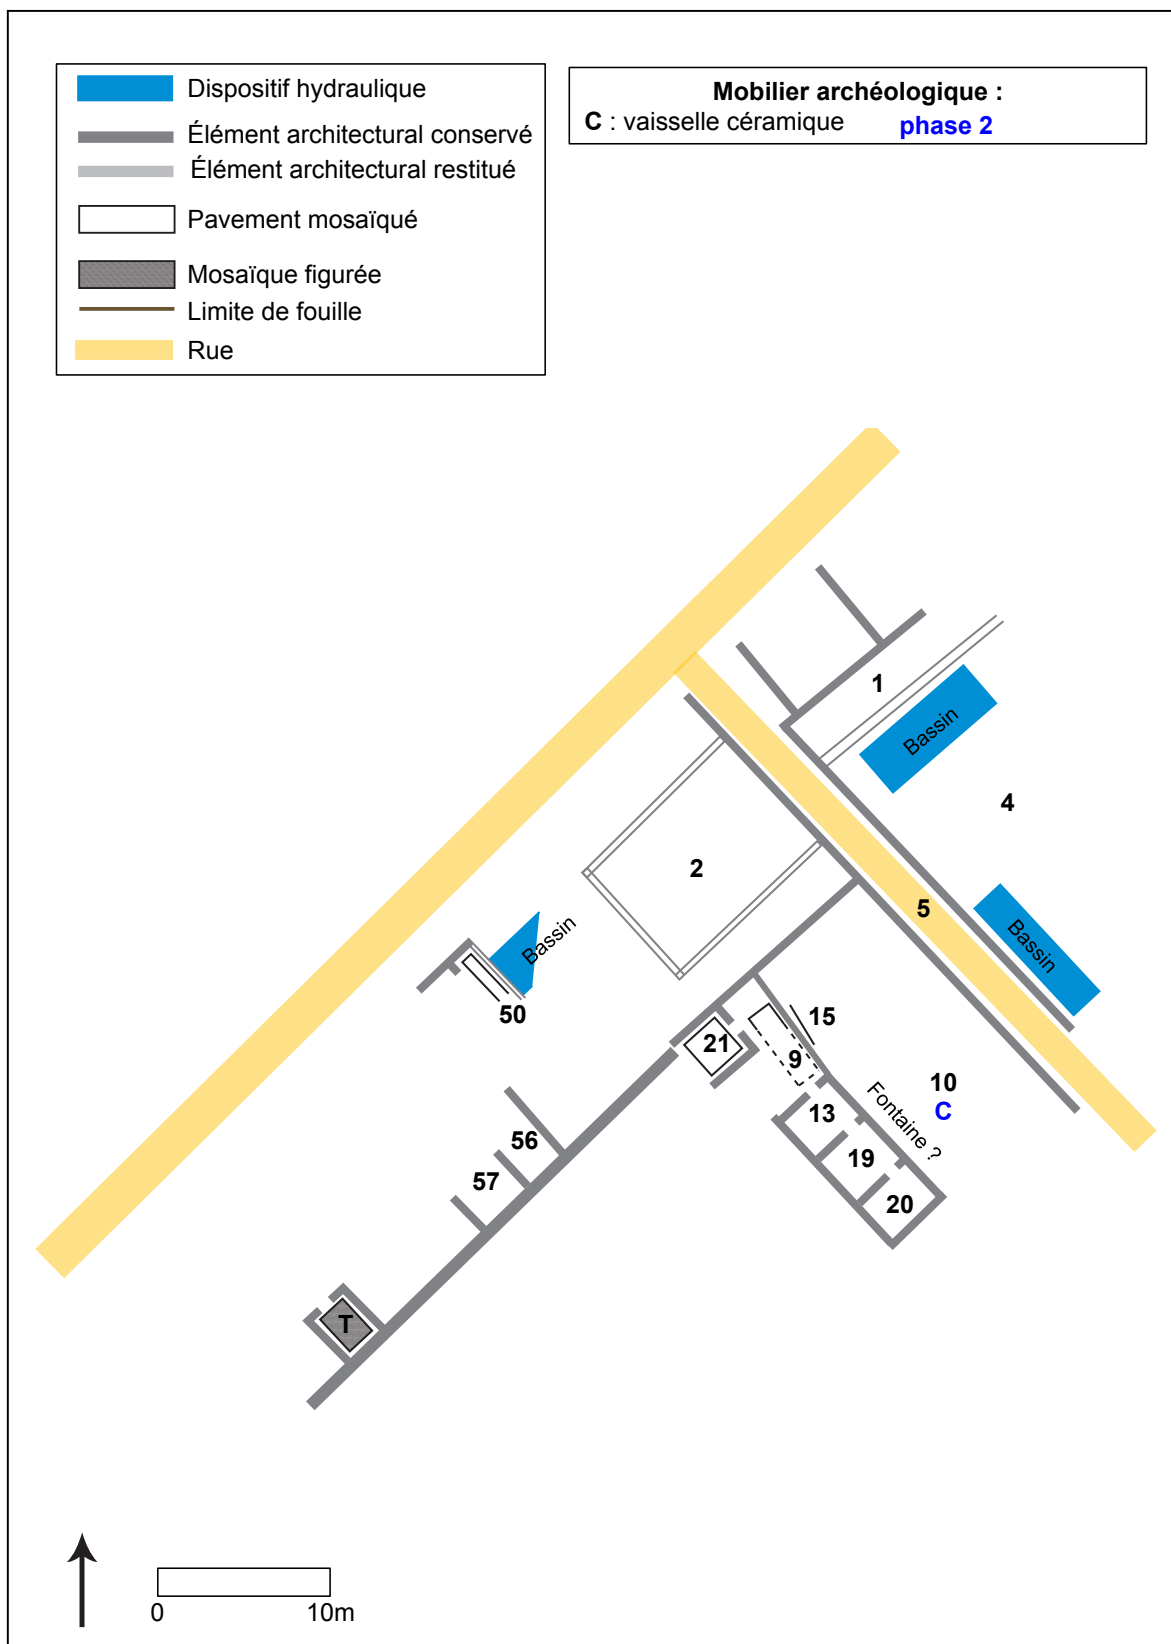 Dispositif hydraulique
Élément architectural conservé
Élément architectural restitué
Pavement mosaïqué
Mosaïque figurée
Limite de fouille
Rue
Mobilier archéologique :
C : vaisselle céramique phase 2
1
Bassin
4
2
5
Bassin
Bassin
50
15
21
9
10
C
13
Fontaine ?
56
19
57
20
T
0 10m